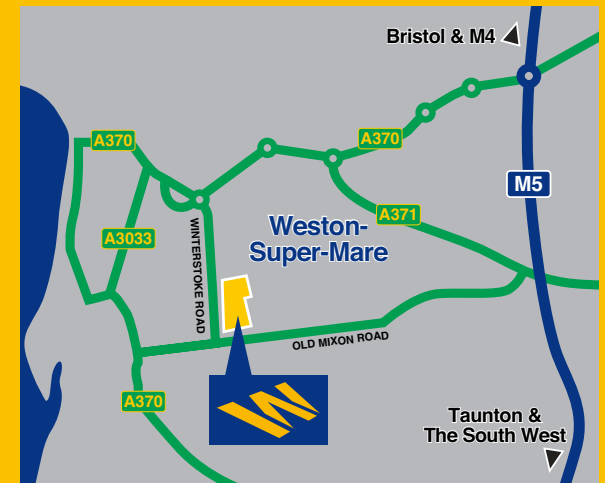 Bristol & M4
A370
A370
M5
A371
Weston-
Super-Mare
A3033
WINTERSTOKE ROAD
OLD MIXON ROAD
A370
Taunton &
The South West